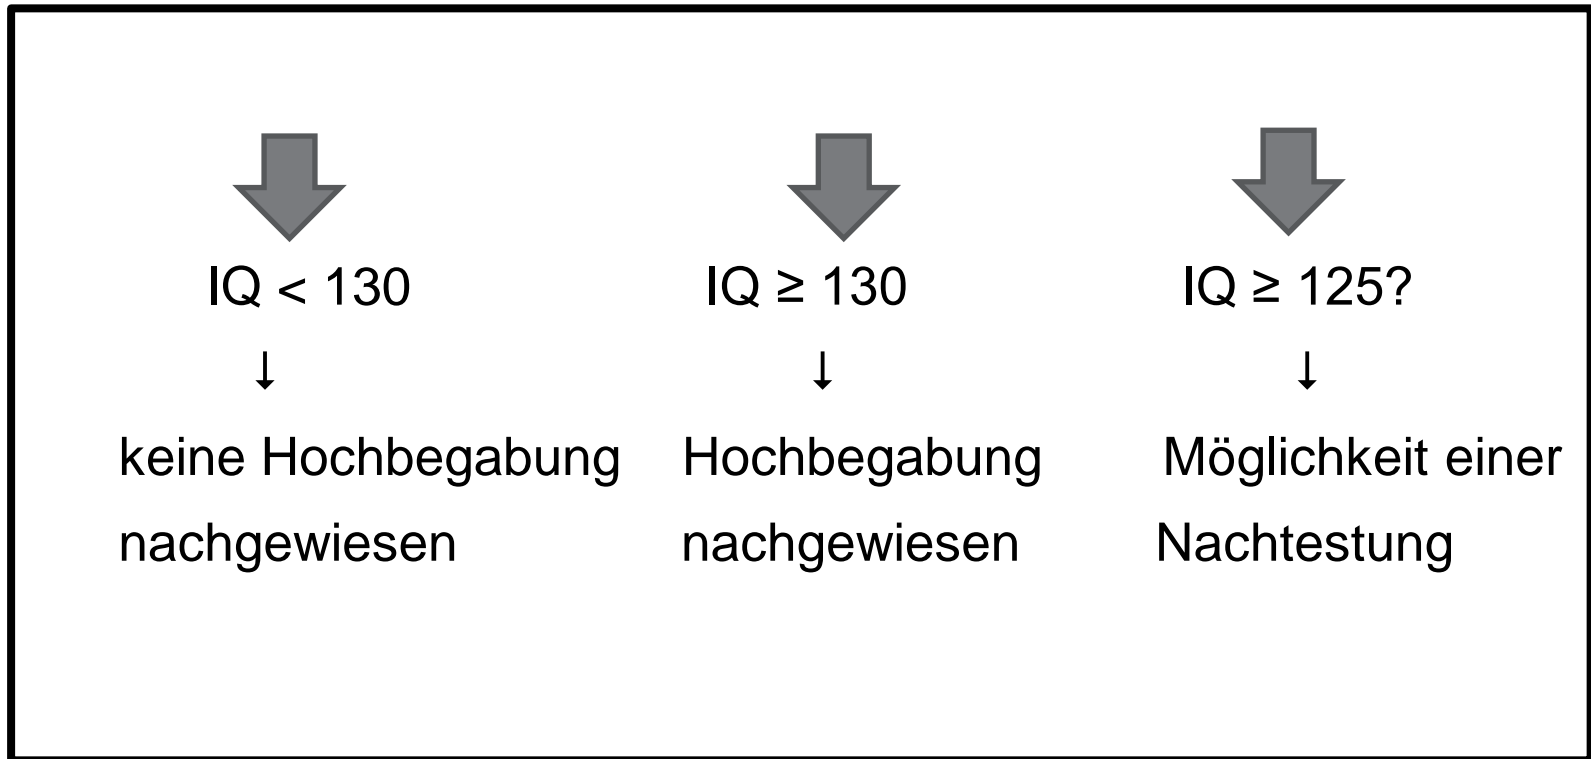 IQ < 130
↓
keine Hochbegabung
nachgewiesen
IQ ≥ 130
↓
Hochbegabung
nachgewiesen
IQ ≥ 125?
↓
Möglichkeit einer
Nachtestung